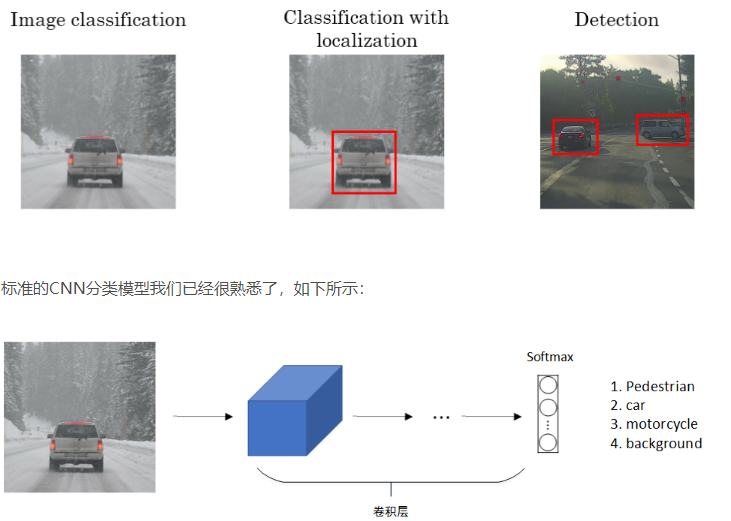 Image classification
Classification with
localization
Detection
标准的CNN分类模型我们已经很熟悉了，如下所示：
Softmax
1. Pedestrian
2. car
3. motorcycle
4. background
...
卷积层